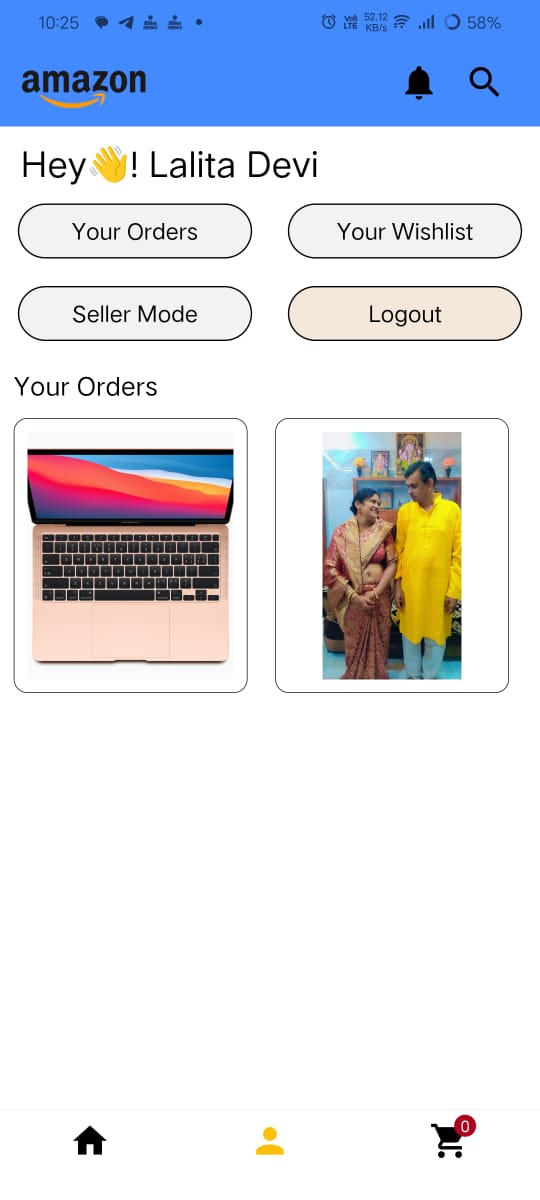 10:25 Vo) LTE 52.12 KB/s 58%
amazon
Hey👋! Lalita Devi
Your Orders Your Wishlist
Seller Mode Logout
Your Orders
0